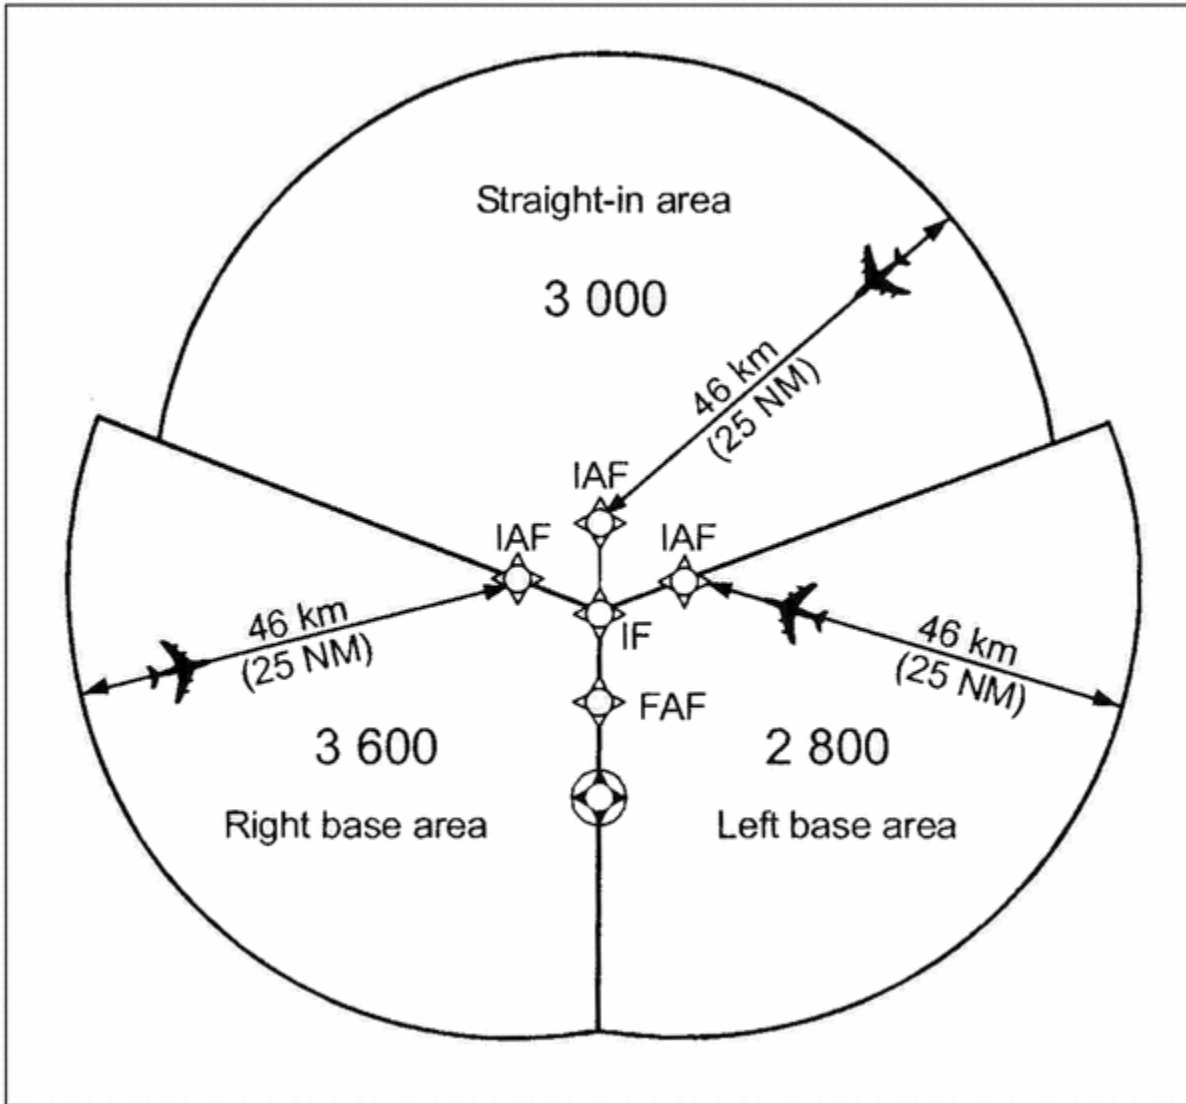 Straight-in area
3 000
46 km
(25 NM)
IAF
IAF
IAF
46 km
(25 NM)
IF
46 km
(25 NM)
FAF
3 600
2 800
Right base area
Left base area